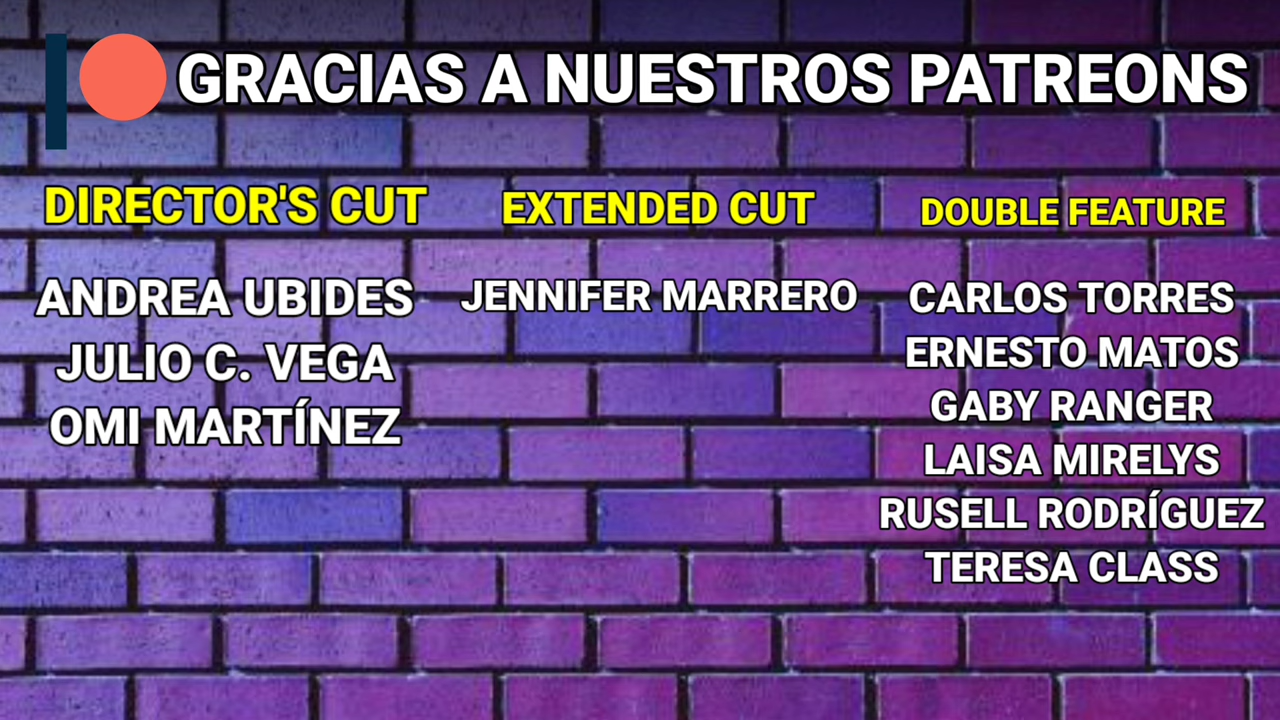 GRACIAS A NUESTROS PATREONS
DIRECTOR'S CUT
ANDREA UBIDES
JULIO C. VEGA
OMI MARTÍNEZ
EXTENDED CUT
JENNIFER MARRERO
DOUBLE FEATURE
CARLOS TORRES
ERNESTO MATOS
GABY RANGER
LAISA MIRELYS
RUSELL RODRÍGUEZ
TERESA CLASS